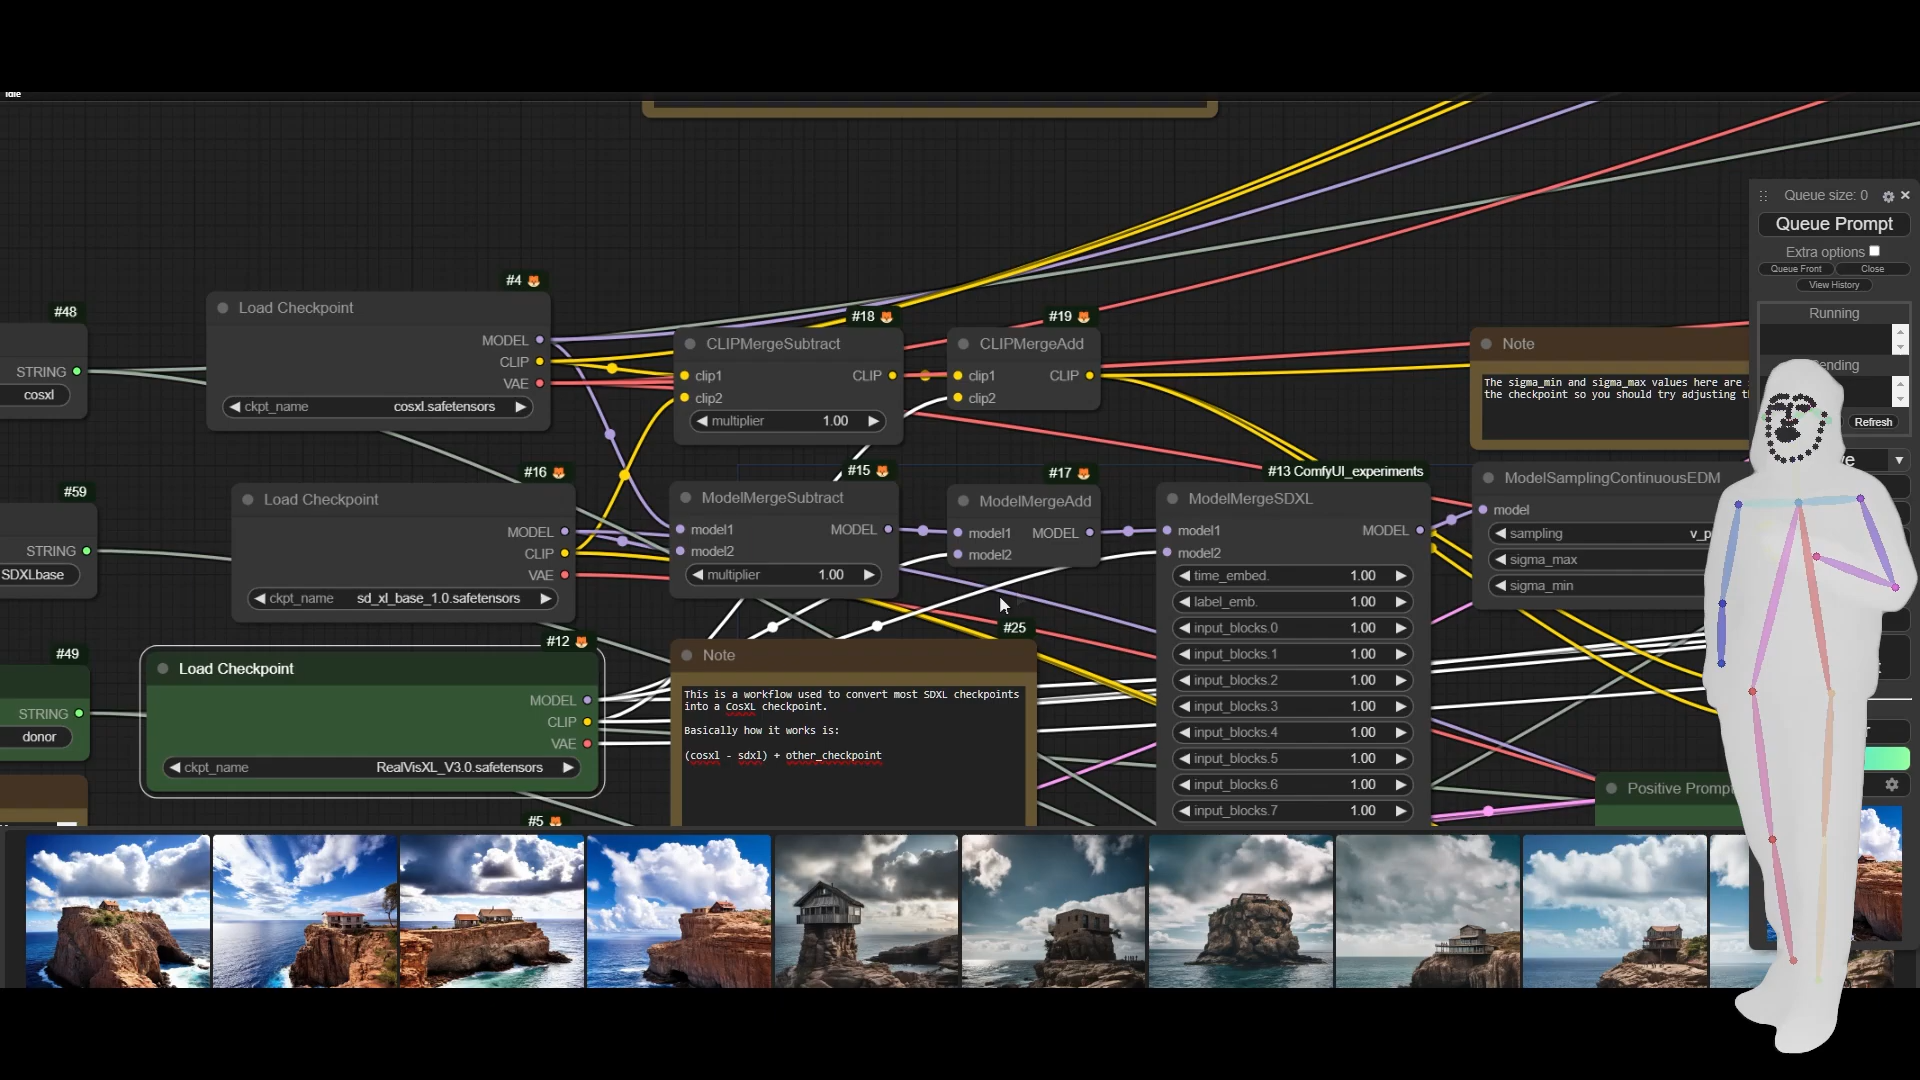 Idle
Queue size: 0
Queue Prompt
Extra options
Queue Front
Close
View History
Running
Refresh
#48
STRING
cosxl
#4
Load Checkpoint
MODEL
CLIP
VAE
ckpt_name
cosxl.safetensors
#18
CLIPMergeSubtract
clip1
CLIP
clip2
multiplier
1.00
#19
CLIPMergeAdd
clip1
CLIP
clip2
Note
The sigma_min and sigma_max values here are
the checkpoint so you should try adjusting
#59
STRING
SDXLbase
#16
Load Checkpoint
MODEL
CLIP
VAE
ckpt_name
sd_xl_base_1.0.safetensors
#15
ModelMergeSubtract
model1
MODEL
model2
multiplier
1.00
#17
ModelMergeAdd
model1
MODEL
model2
#13 ComfyUI_experiments
ModelMergeSDXL
model1
MODEL
model2
time_embed.
1.00
label_emb.
1.00
input_blocks.0
1.00
input_blocks.1
1.00
input_blocks.2
1.00
input_blocks.3
1.00
input_blocks.4
1.00
input_blocks.5
1.00
input_blocks.6
1.00
input_blocks.7
1.00
ModelSamplingContinuousEDM
model
sampling
sigma_max
sigma_min
#49
STRING
donor
#12
Load Checkpoint
MODEL
CLIP
VAE
ckpt_name
RealVisXL_V3.0.safetensors
#25
Note
This is a workflow used to convert most SDXL checkpoints
into a CosXL checkpoint.
Basically how it works is:
(cosxl - sdxl) + other_checkpoint
Positive Prompt
#5